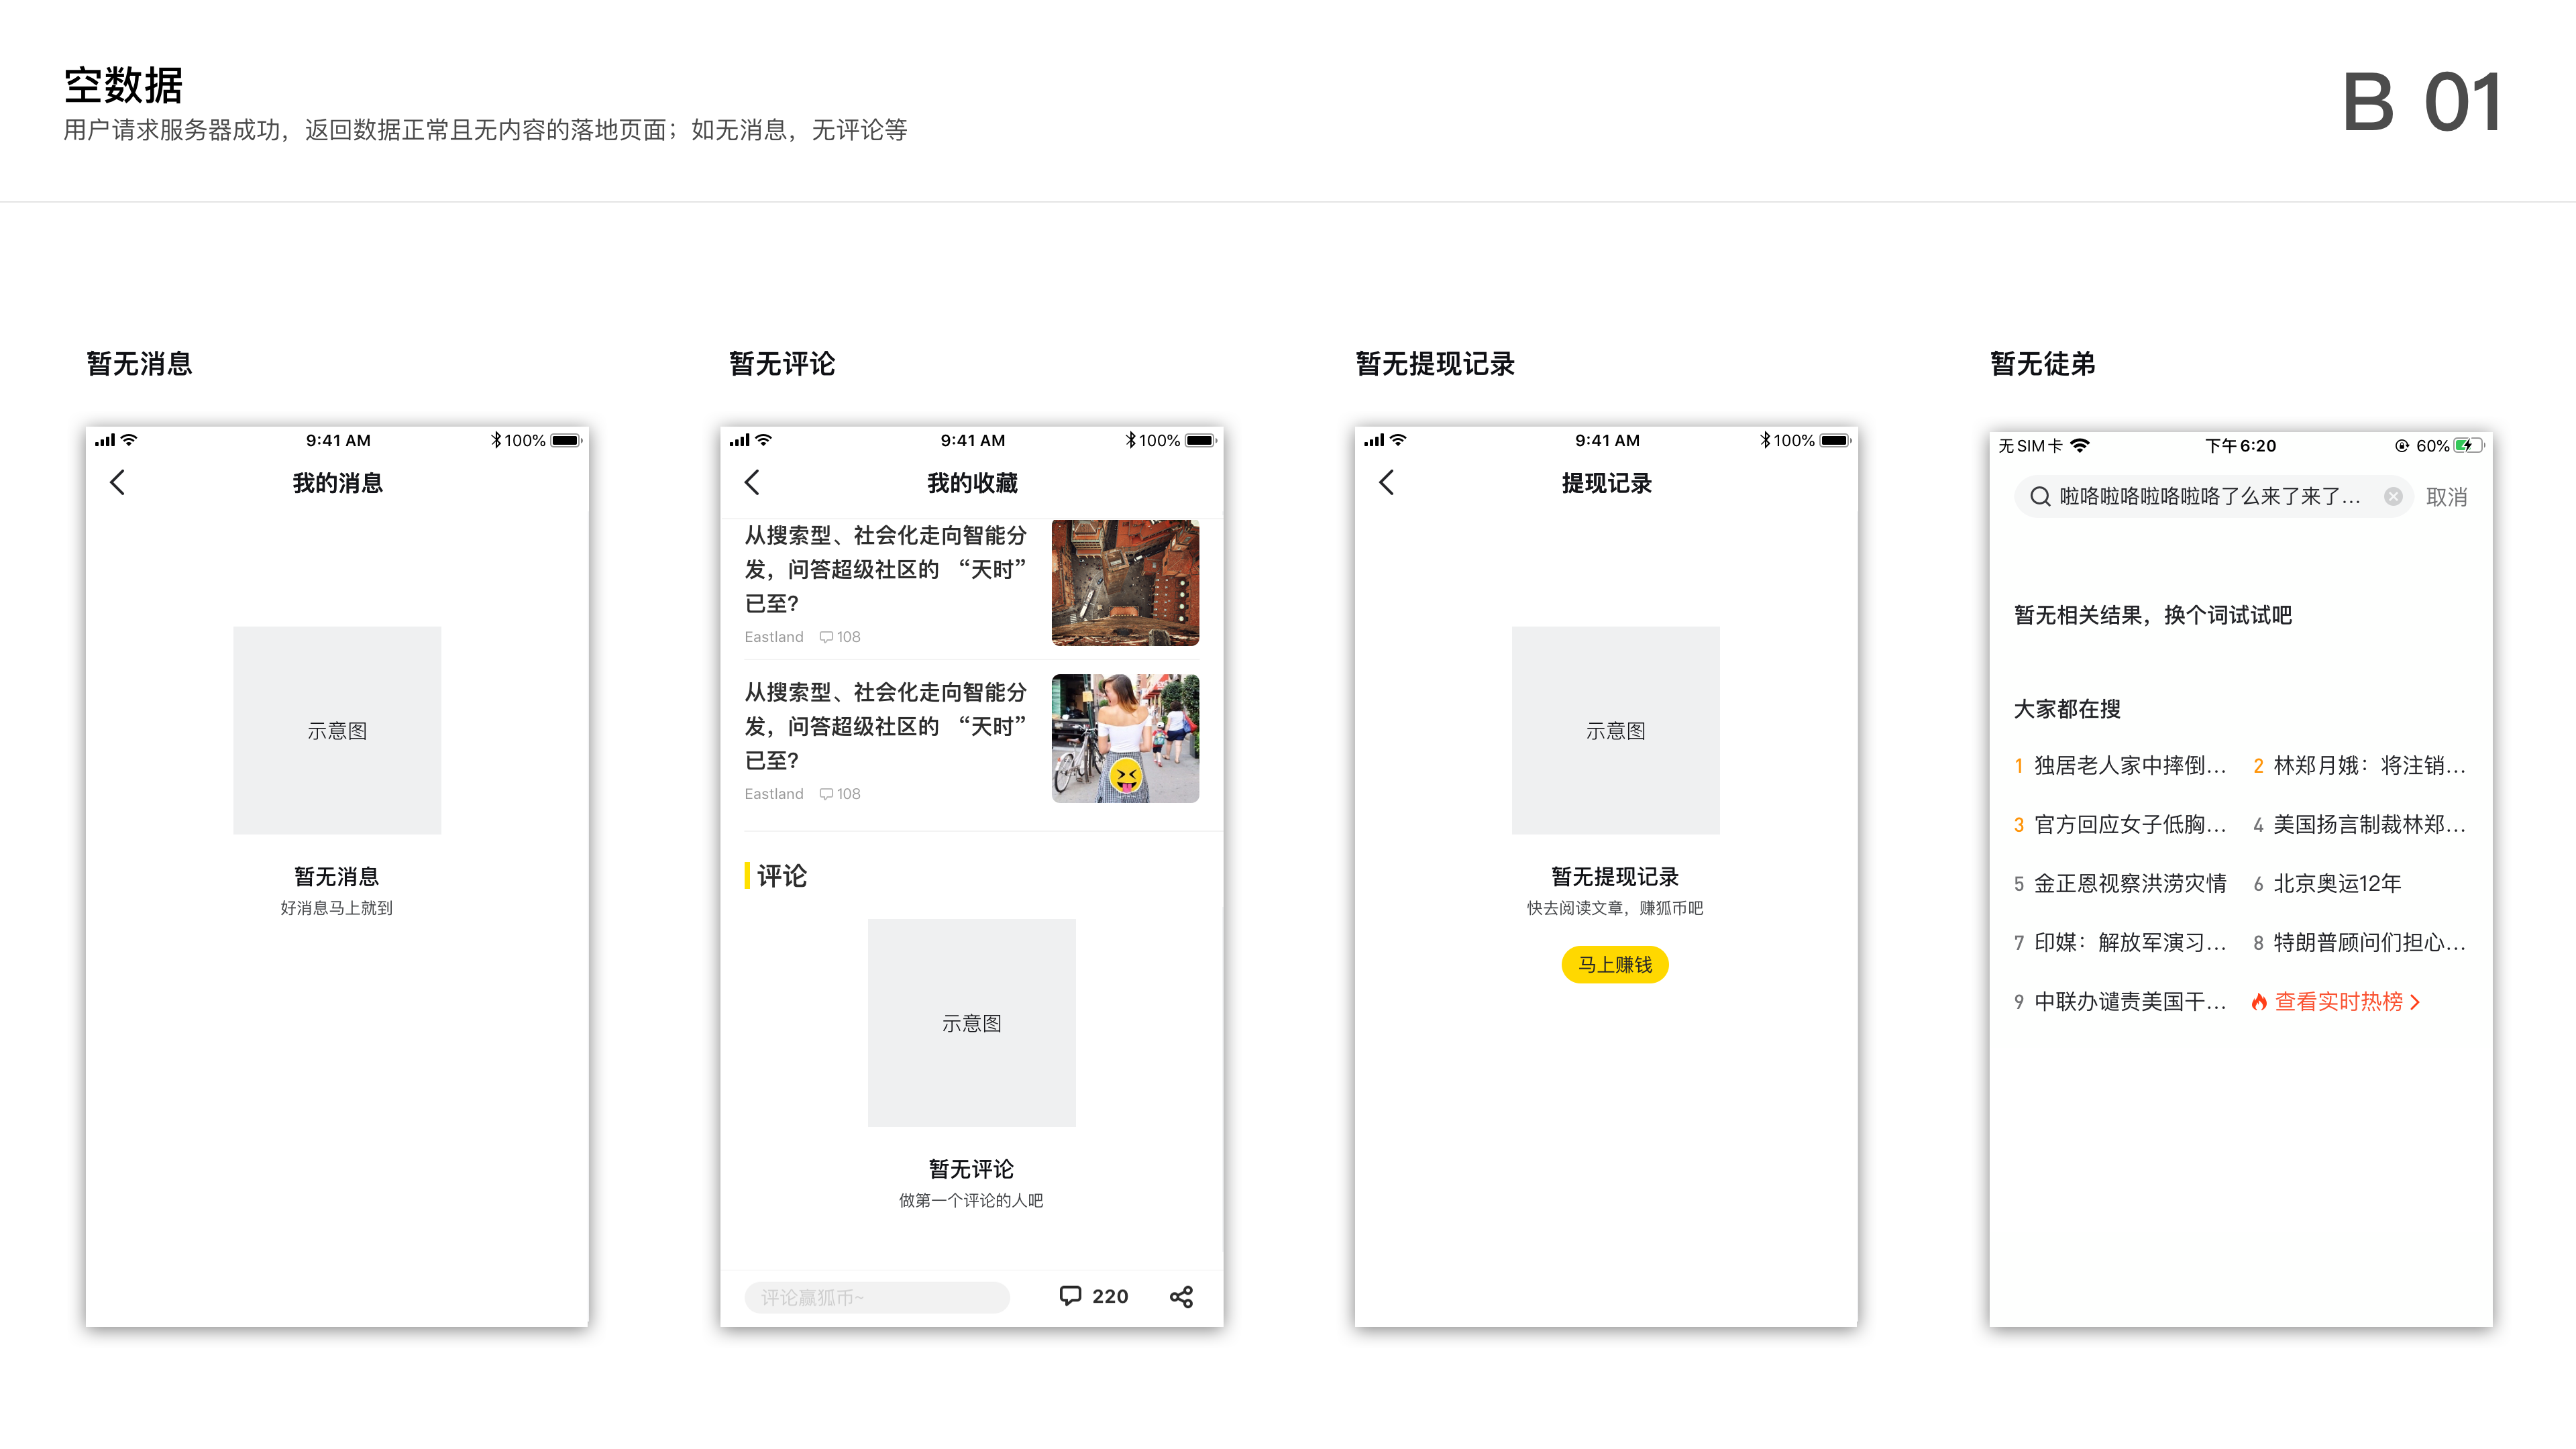 空数据
用户请求服务器成功，返回数据正常且无内容的落地页面；如无消息，无评论等
B 01
暂无消息
9:41 AM
100%
我的消息
示意图
暂无消息
好消息马上就到
暂无评论
9:41 AM
100%
我的收藏
从搜索型、社会化走向智能分
发，问答超级社区的 “天时”
已至？
Eastland 108
从搜索型、社会化走向智能分
发，问答超级社区的 “天时”
已至？
Eastland 108
评论
示意图
暂无评论
做第一个评论的人吧
评论赢狐币~
220
暂无提现记录
9:41 AM
100%
提现记录
示意图
暂无提现记录
快去阅读文章，赚狐币吧
马上赚钱
暂无徒弟
无 SIM 卡 下午6:20 60%
啦咯啦咯啦咯啦咯了么来了来了... 取消
暂无相关结果，换个词试试吧
大家都在搜
1 独居老人家中摔倒... 2 林郑月娥：将注销...
3 官方回应女子低胸... 4 美国扬言制裁林郑...
5 金正恩视察洪涝灾情 6 北京奥运12年
7 印媒：解放军演习... 8 特朗普顾问们担心...
9 中联办谴责美国干... 查看实时热榜